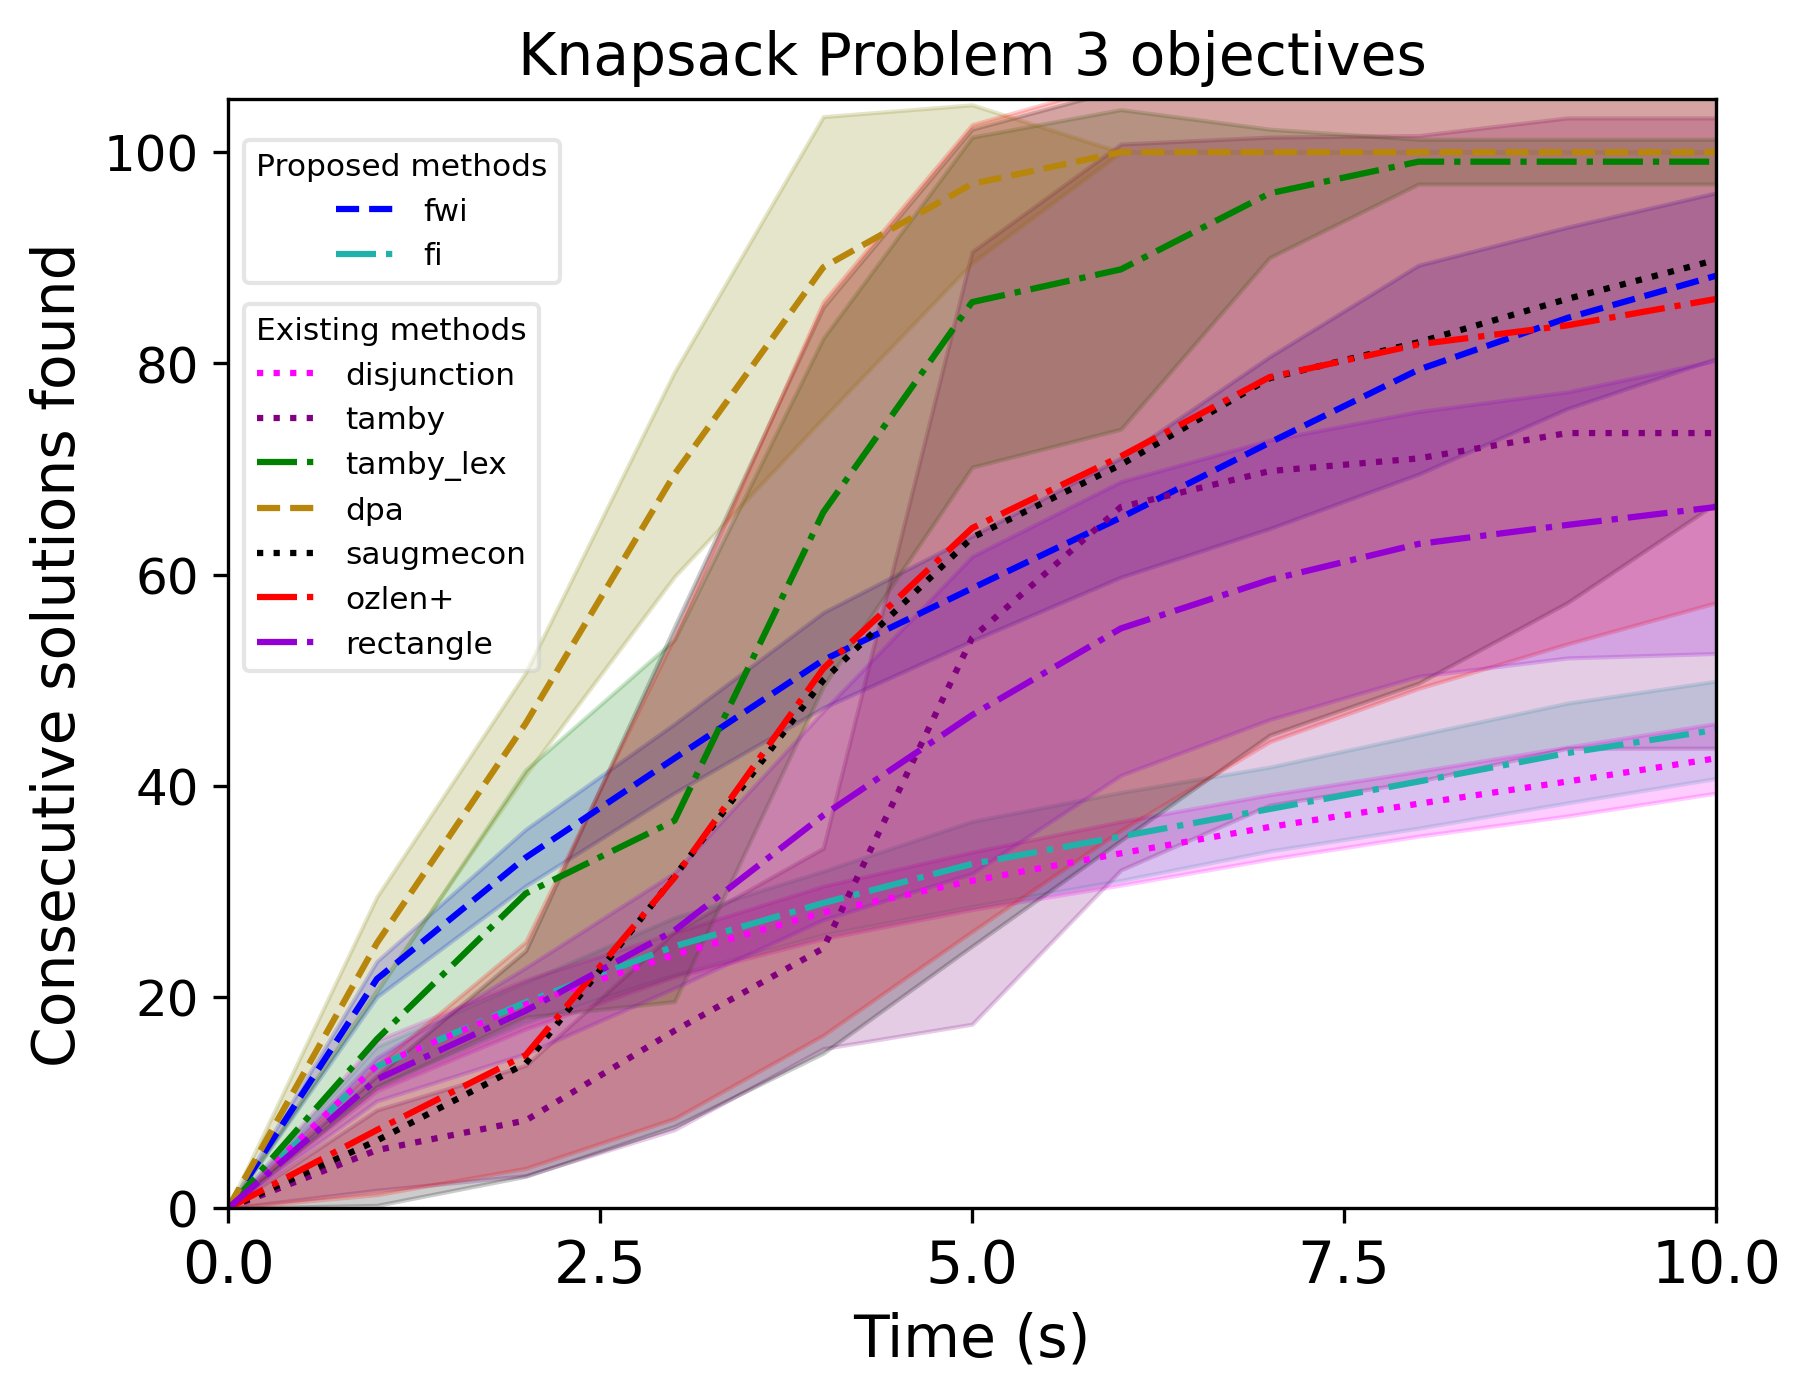 Knapsack Problem 3 objectives
Consecutive solutions found
100
80
60
40
20
0
Proposed methods
fwi
fi
Existing methods
disjunction
tamby
tamby_lex
dpa
saugmecon
ozlen+
rectangle
0.0 2.5 5.0 7.5 10.0
Time (s)